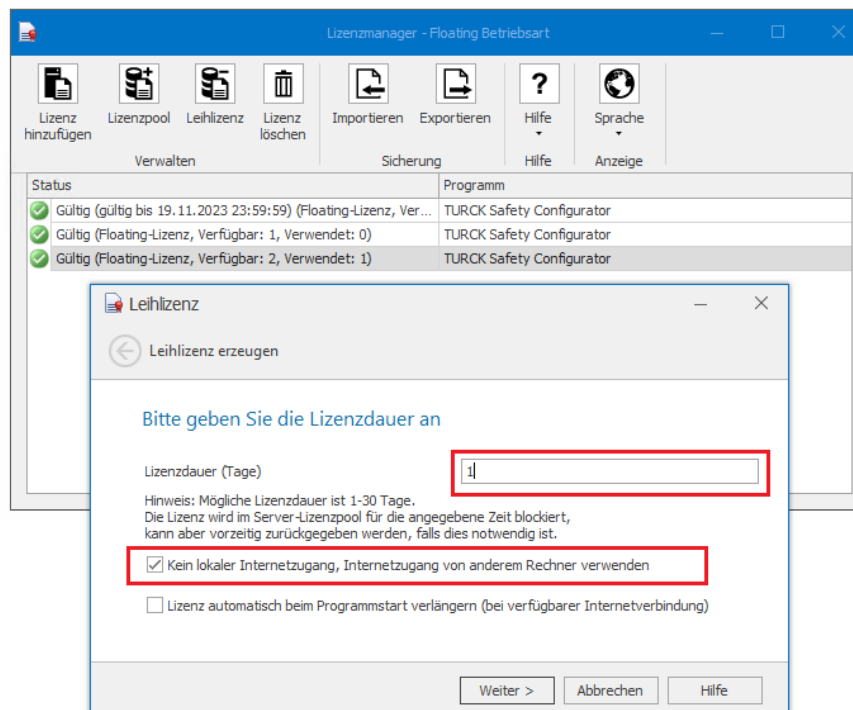 Lizenzmanager - Floating Betriebsart
Lizenz hinzufügen
Lizenzpool
Leihlizenz
Lizenz löschen
Importieren
Exportieren
Hilfe
Sprache
Verwalten
Sicherung
Hilfe
Anzeige
Status Programm
Gültig (gültig bis 19.11.2023 23:59:59) (Floating-Lizenz, Ver... TURCK Safety Configurator
Gültig (Floating-Lizenz, Verfügbar: 1, Verwendet: 0) TURCK Safety Configurator
Gültig (Floating-Lizenz, Verfügbar: 2, Verwendet: 1) TURCK Safety Configurator
Leihlizenz
Leihlizenz erzeugen
Bitte geben Sie die Lizenzdauer an
Lizenzdauer (Tage) 1
Hinweis: Mögliche Lizenzdauer ist 1-30 Tage.
Die Lizenz wird im Server-Lizenzpool für die angegebene Zeit blockiert,
kann aber vorzeitig zurückgegeben werden, falls dies notwendig ist.
Kein lokaler Internetzugang, Internetzugang von anderem Rechner verwenden
Lizenz automatisch beim Programmstart verlängern (bei verfügbarer Internetverbindung)
Weiter > Abbrechen Hilfe